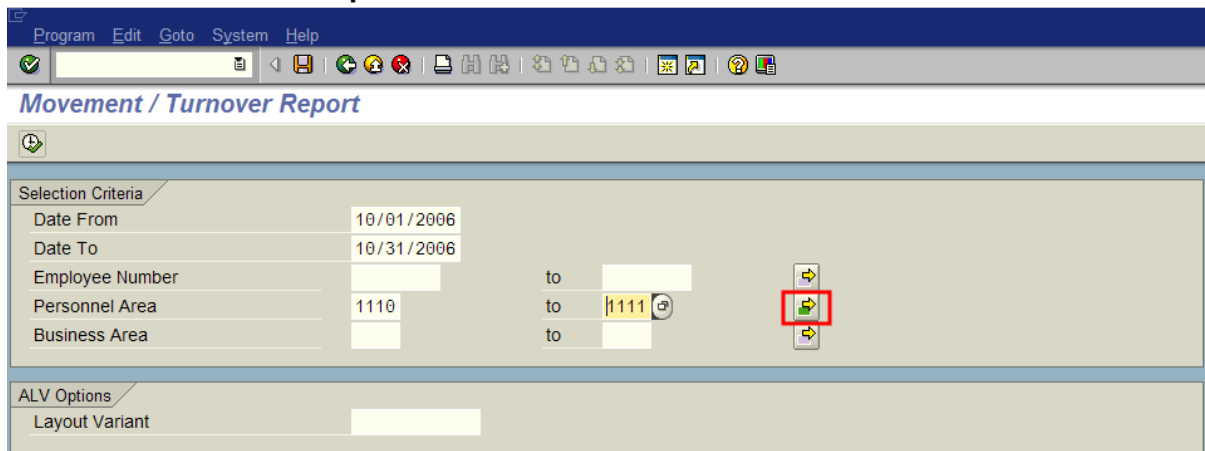 Program Edit Goto System Help
Movement / Turnover Report
Selection Criteria
Date From 10/01/2006
Date To 10/31/2006
Employee Number to
Personnel Area 1110 to 1111
Business Area to
ALV Options
Layout Variant